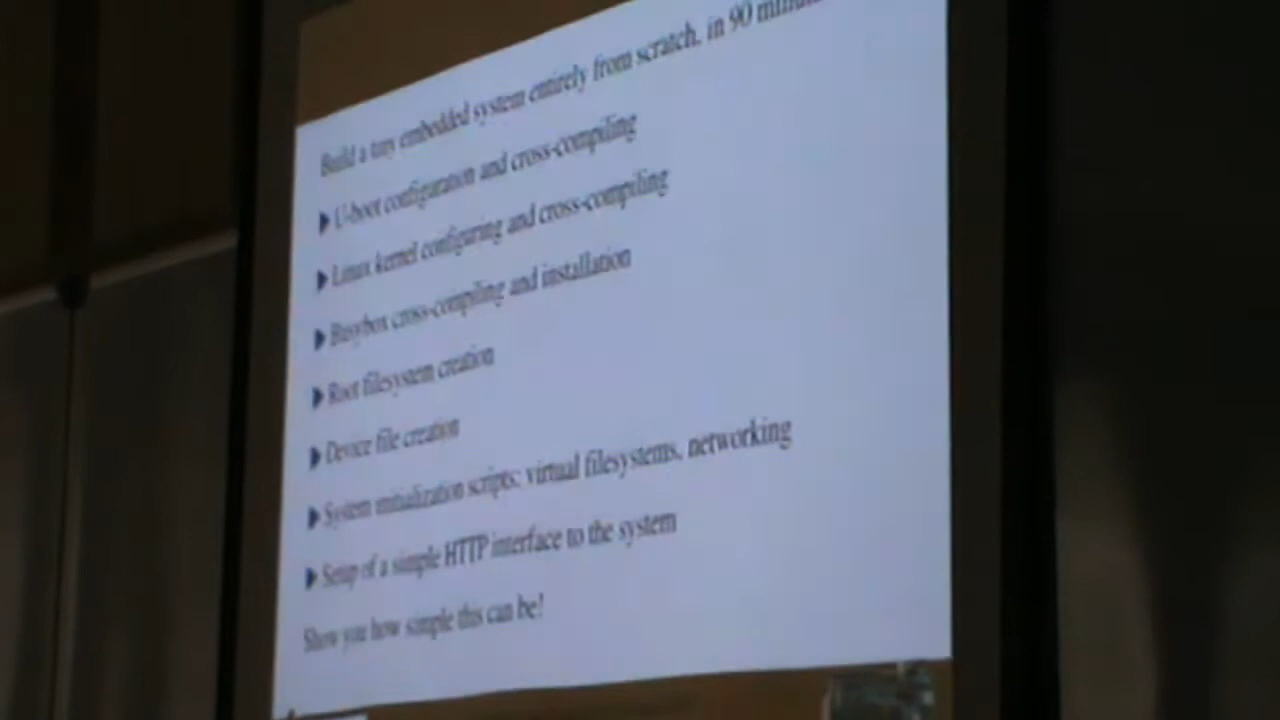 Build a tiny embedded system entirely from scratch, in 90 minutes
U-boot configuration and cross-compiling
Linux kernel configuring and cross-compiling
Busybox cross-compiling and installation
Root filesystem creation
Device file creation
System initialization scripts: virtual filesystems, networking
Setup of a simple HTTP interface to the system
Show you how simple this can be!